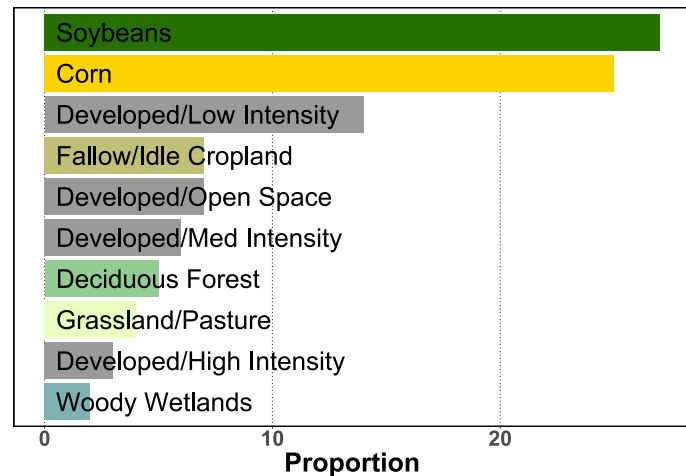 Soybeans
Corn
Developed/Low Intensity
Fallow/Idle Cropland
Developed/Open Space
Developed/Med Intensity
Deciduous Forest
Grassland/Pasture
Developed/High Intensity
Woody Wetlands
0 10 20
Proportion